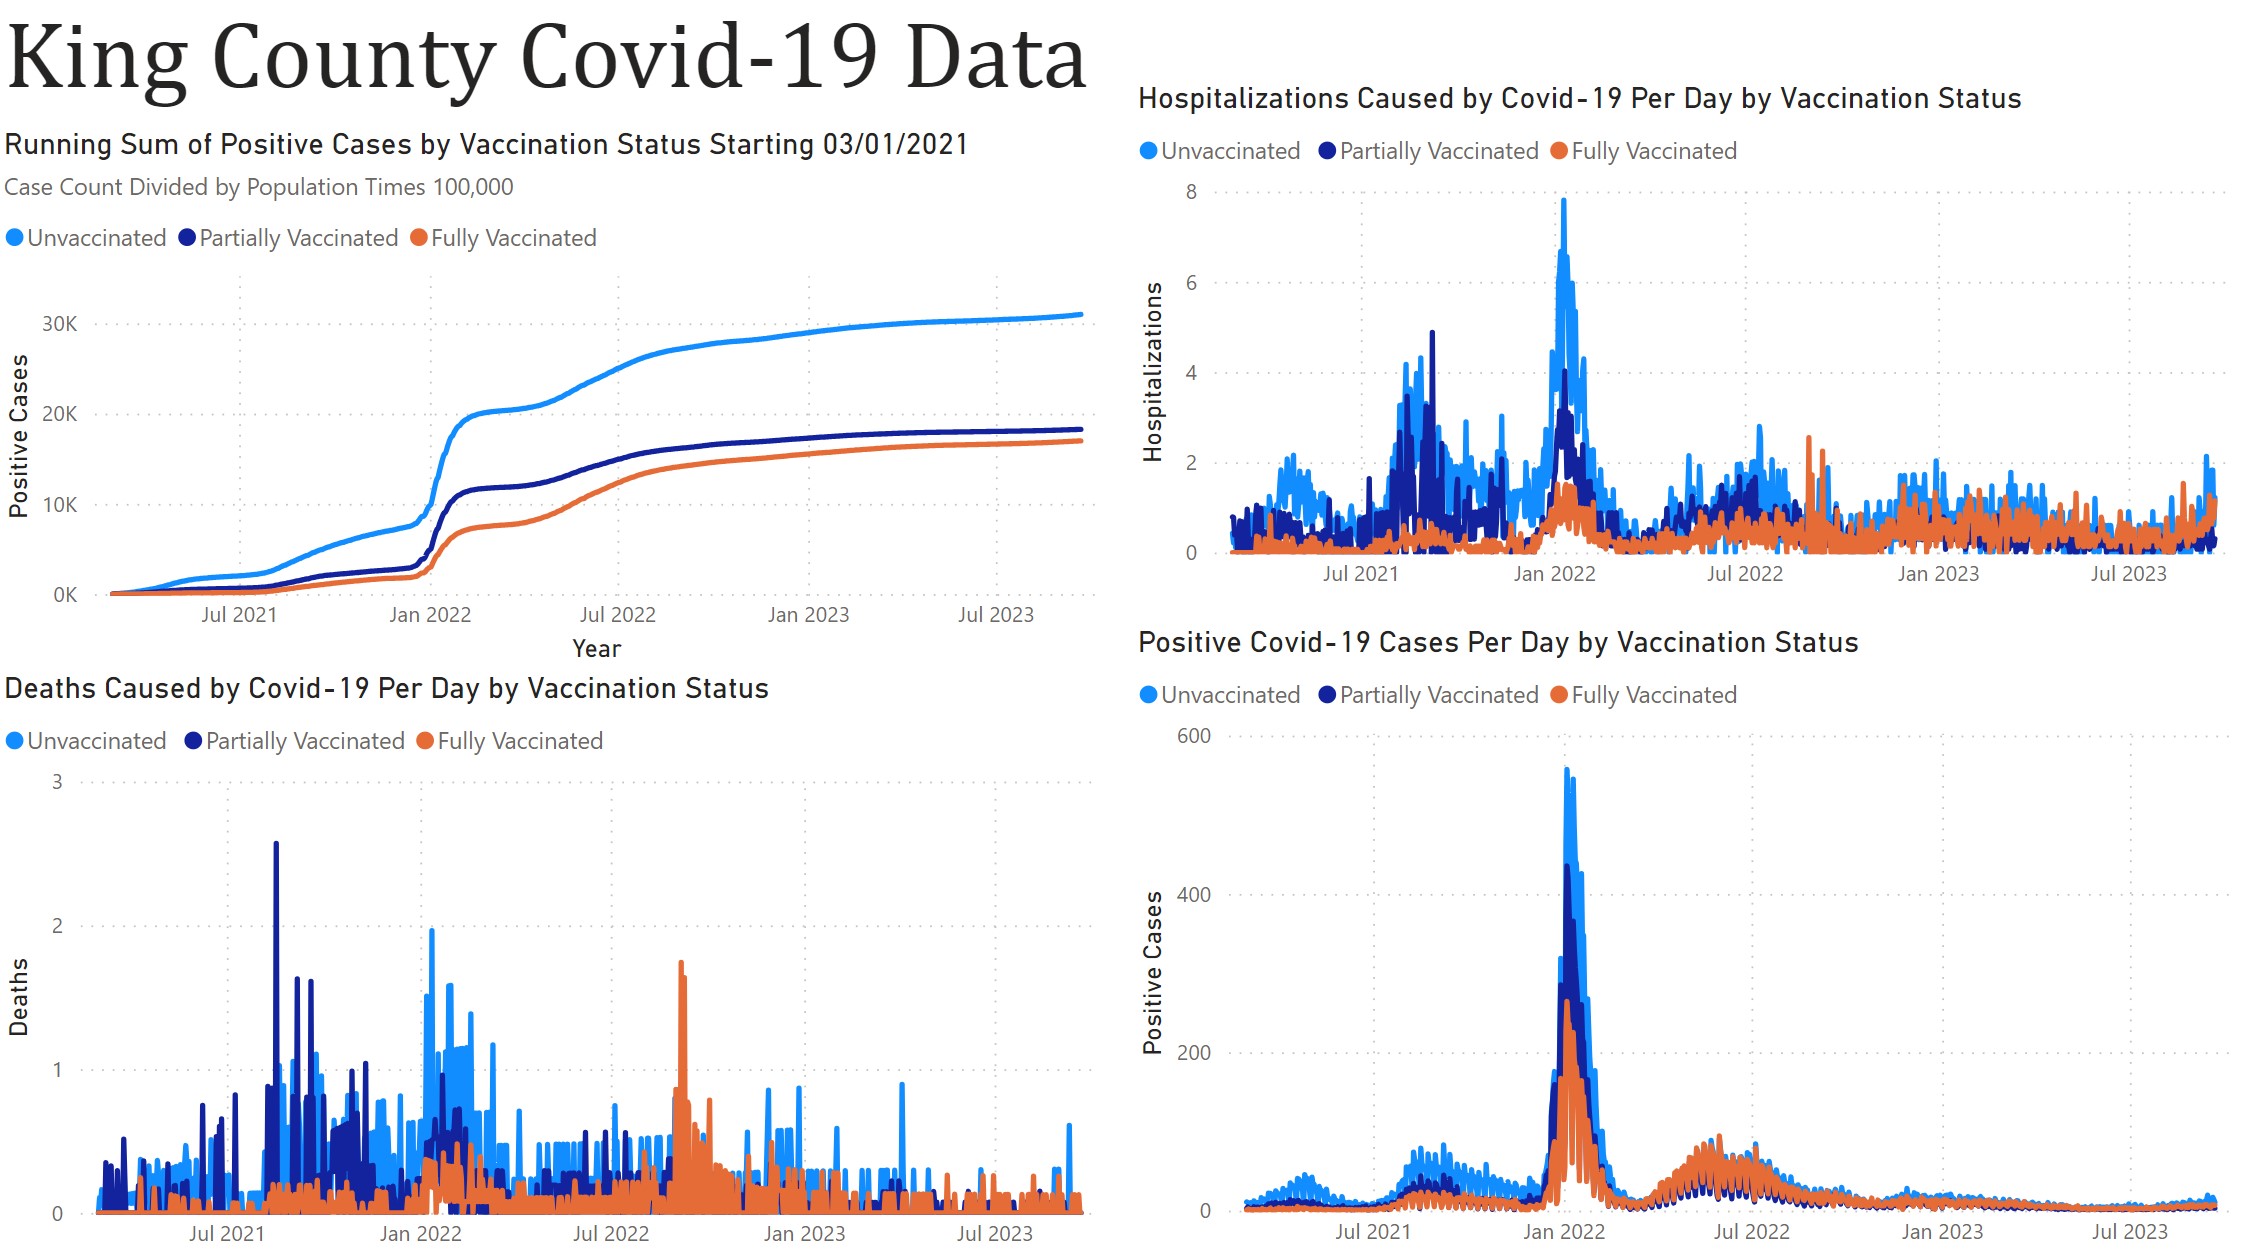 King County Covid-19 Data
Running Sum of Positive Cases by Vaccination Status Starting 03/01/2021
Case Count Divided by Population Times 100,000
Unvaccinated Partially Vaccinated Fully Vaccinated
Positive Cases
30K
20K
10K
0K
Jul 2021 Jan 2022 Jul 2022 Jan 2023 Jul 2023
Year
Deaths Caused by Covid-19 Per Day by Vaccination Status
Unvaccinated Partially Vaccinated Fully Vaccinated
Deaths
3
2
1
0
Jul 2021 Jan 2022 Jul 2022 Jan 2023 Jul 2023
Hospitalizations Caused by Covid-19 Per Day by Vaccination Status
Unvaccinated Partially Vaccinated Fully Vaccinated
Hospitalizations
8
6
4
2
0
Jul 2021 Jan 2022 Jul 2022 Jan 2023 Jul 2023
Positive Covid-19 Cases Per Day by Vaccination Status
Unvaccinated Partially Vaccinated Fully Vaccinated
Positive Cases
600
400
200
0
Jul 2021 Jan 2022 Jul 2022 Jan 2023 Jul 2023